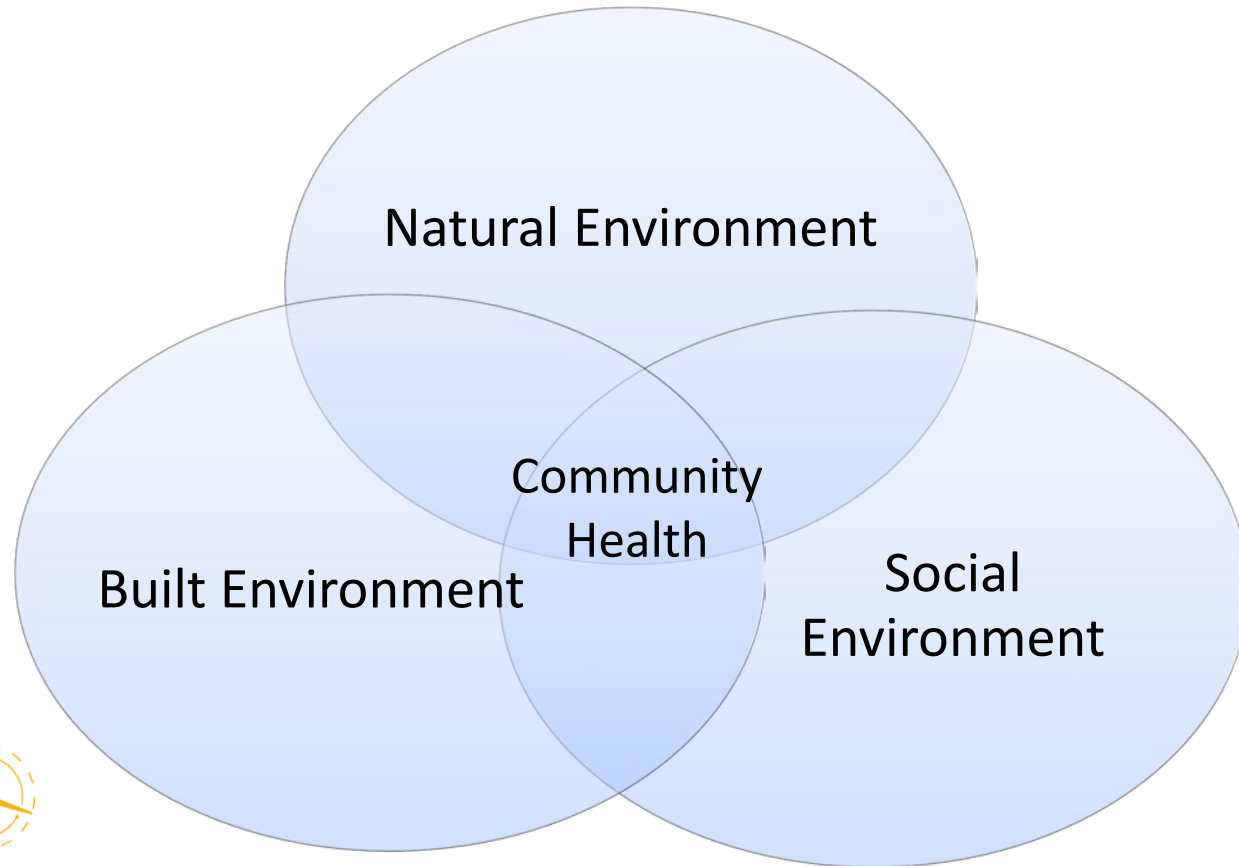 Natural Environment
Community
Health
Built Environment
Social
Environment